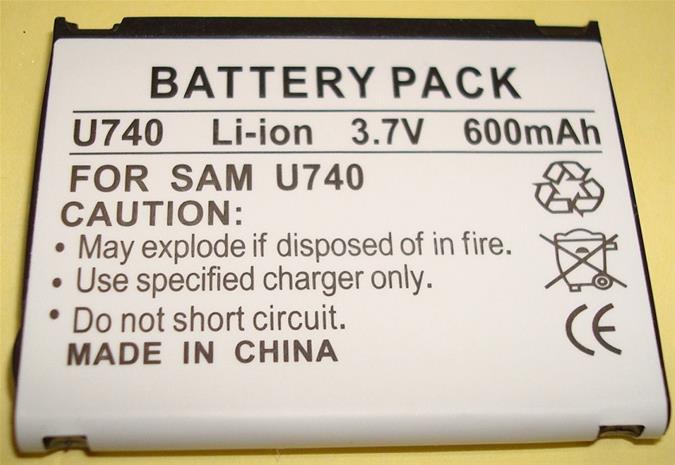 BATTERY PACK
U740 Li-ion 3.7V 600mAh
FOR SAM U740
CAUTION:
• May explode if disposed of in fire.
• Use specified charger only.
• Do not short circuit.
MADE IN CHINA
CE